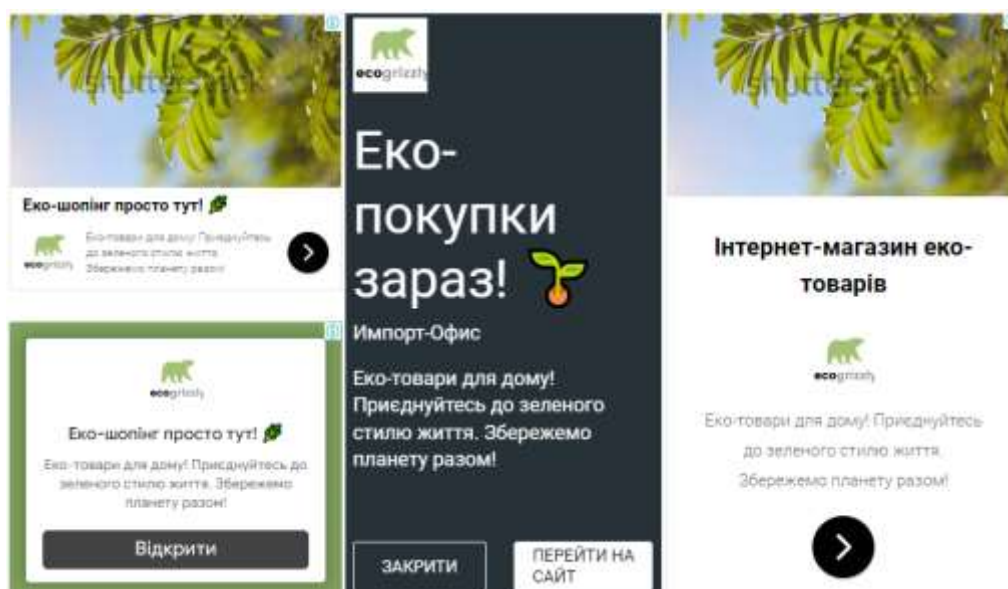 shutterstock
Еко-шопінг просто тут!
ecogrizzly
Еко-товари для дому! Приєднуйтесь
до зеленого стилю життя.
Збережемо планету разом!
ecogrizzly
Еко-шопінг просто тут!
Еко-товари для дому! Приєднуйтесь до
зеленого стилю життя. Збережемо
планету разом!
Відкрити
ecogrizzly
Еко-
покупки
зараз!
Импорт-Офис
Еко-товари для дому!
Приєднуйтесь до зеленого
стилю життя. Збережемо
планету разом!
ЗАКРИТИ
ПЕРЕЙТИ НА
САЙТ
shutterstock
Інтернет-магазин еко-
товарів
ecogrizzly
Еко-товари для дому! Приєднуйтесь
до зеленого стилю життя.
Збережемо планету разом!